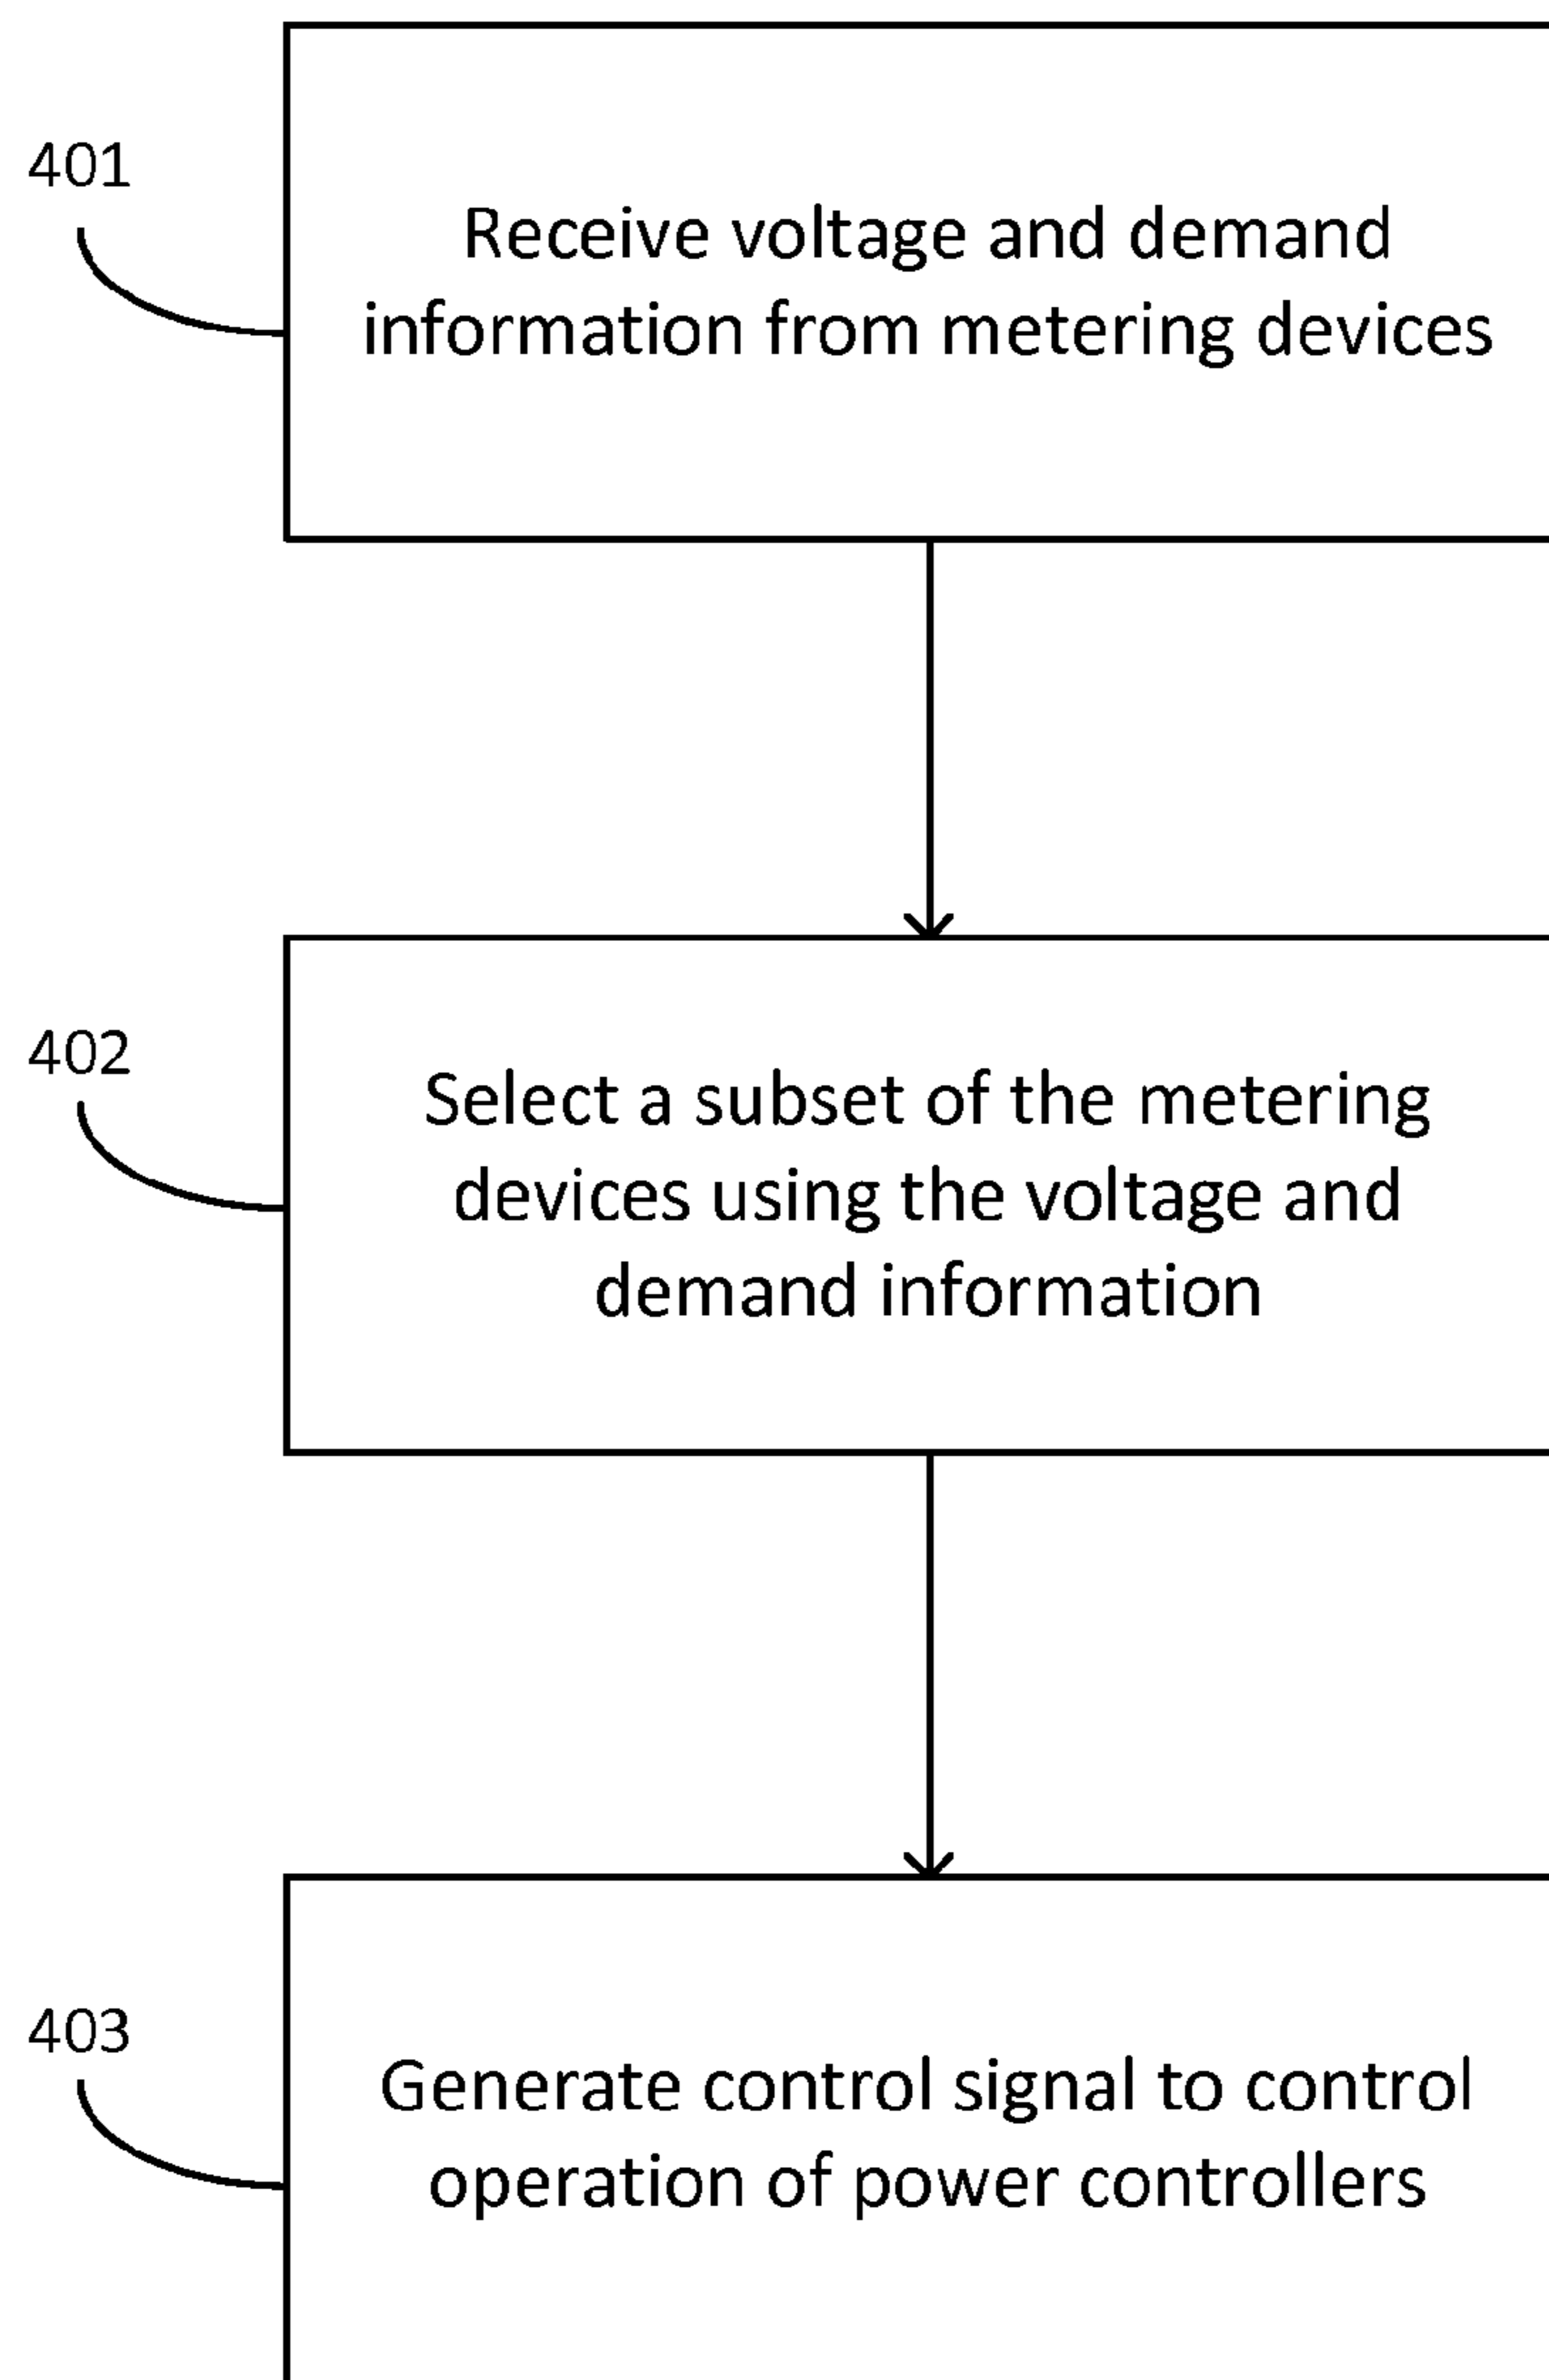 401
Receive voltage and demand
information from metering devices
402
Select a subset of the metering
devices using the voltage and
demand information
403
Generate control signal to control
operation of power controllers